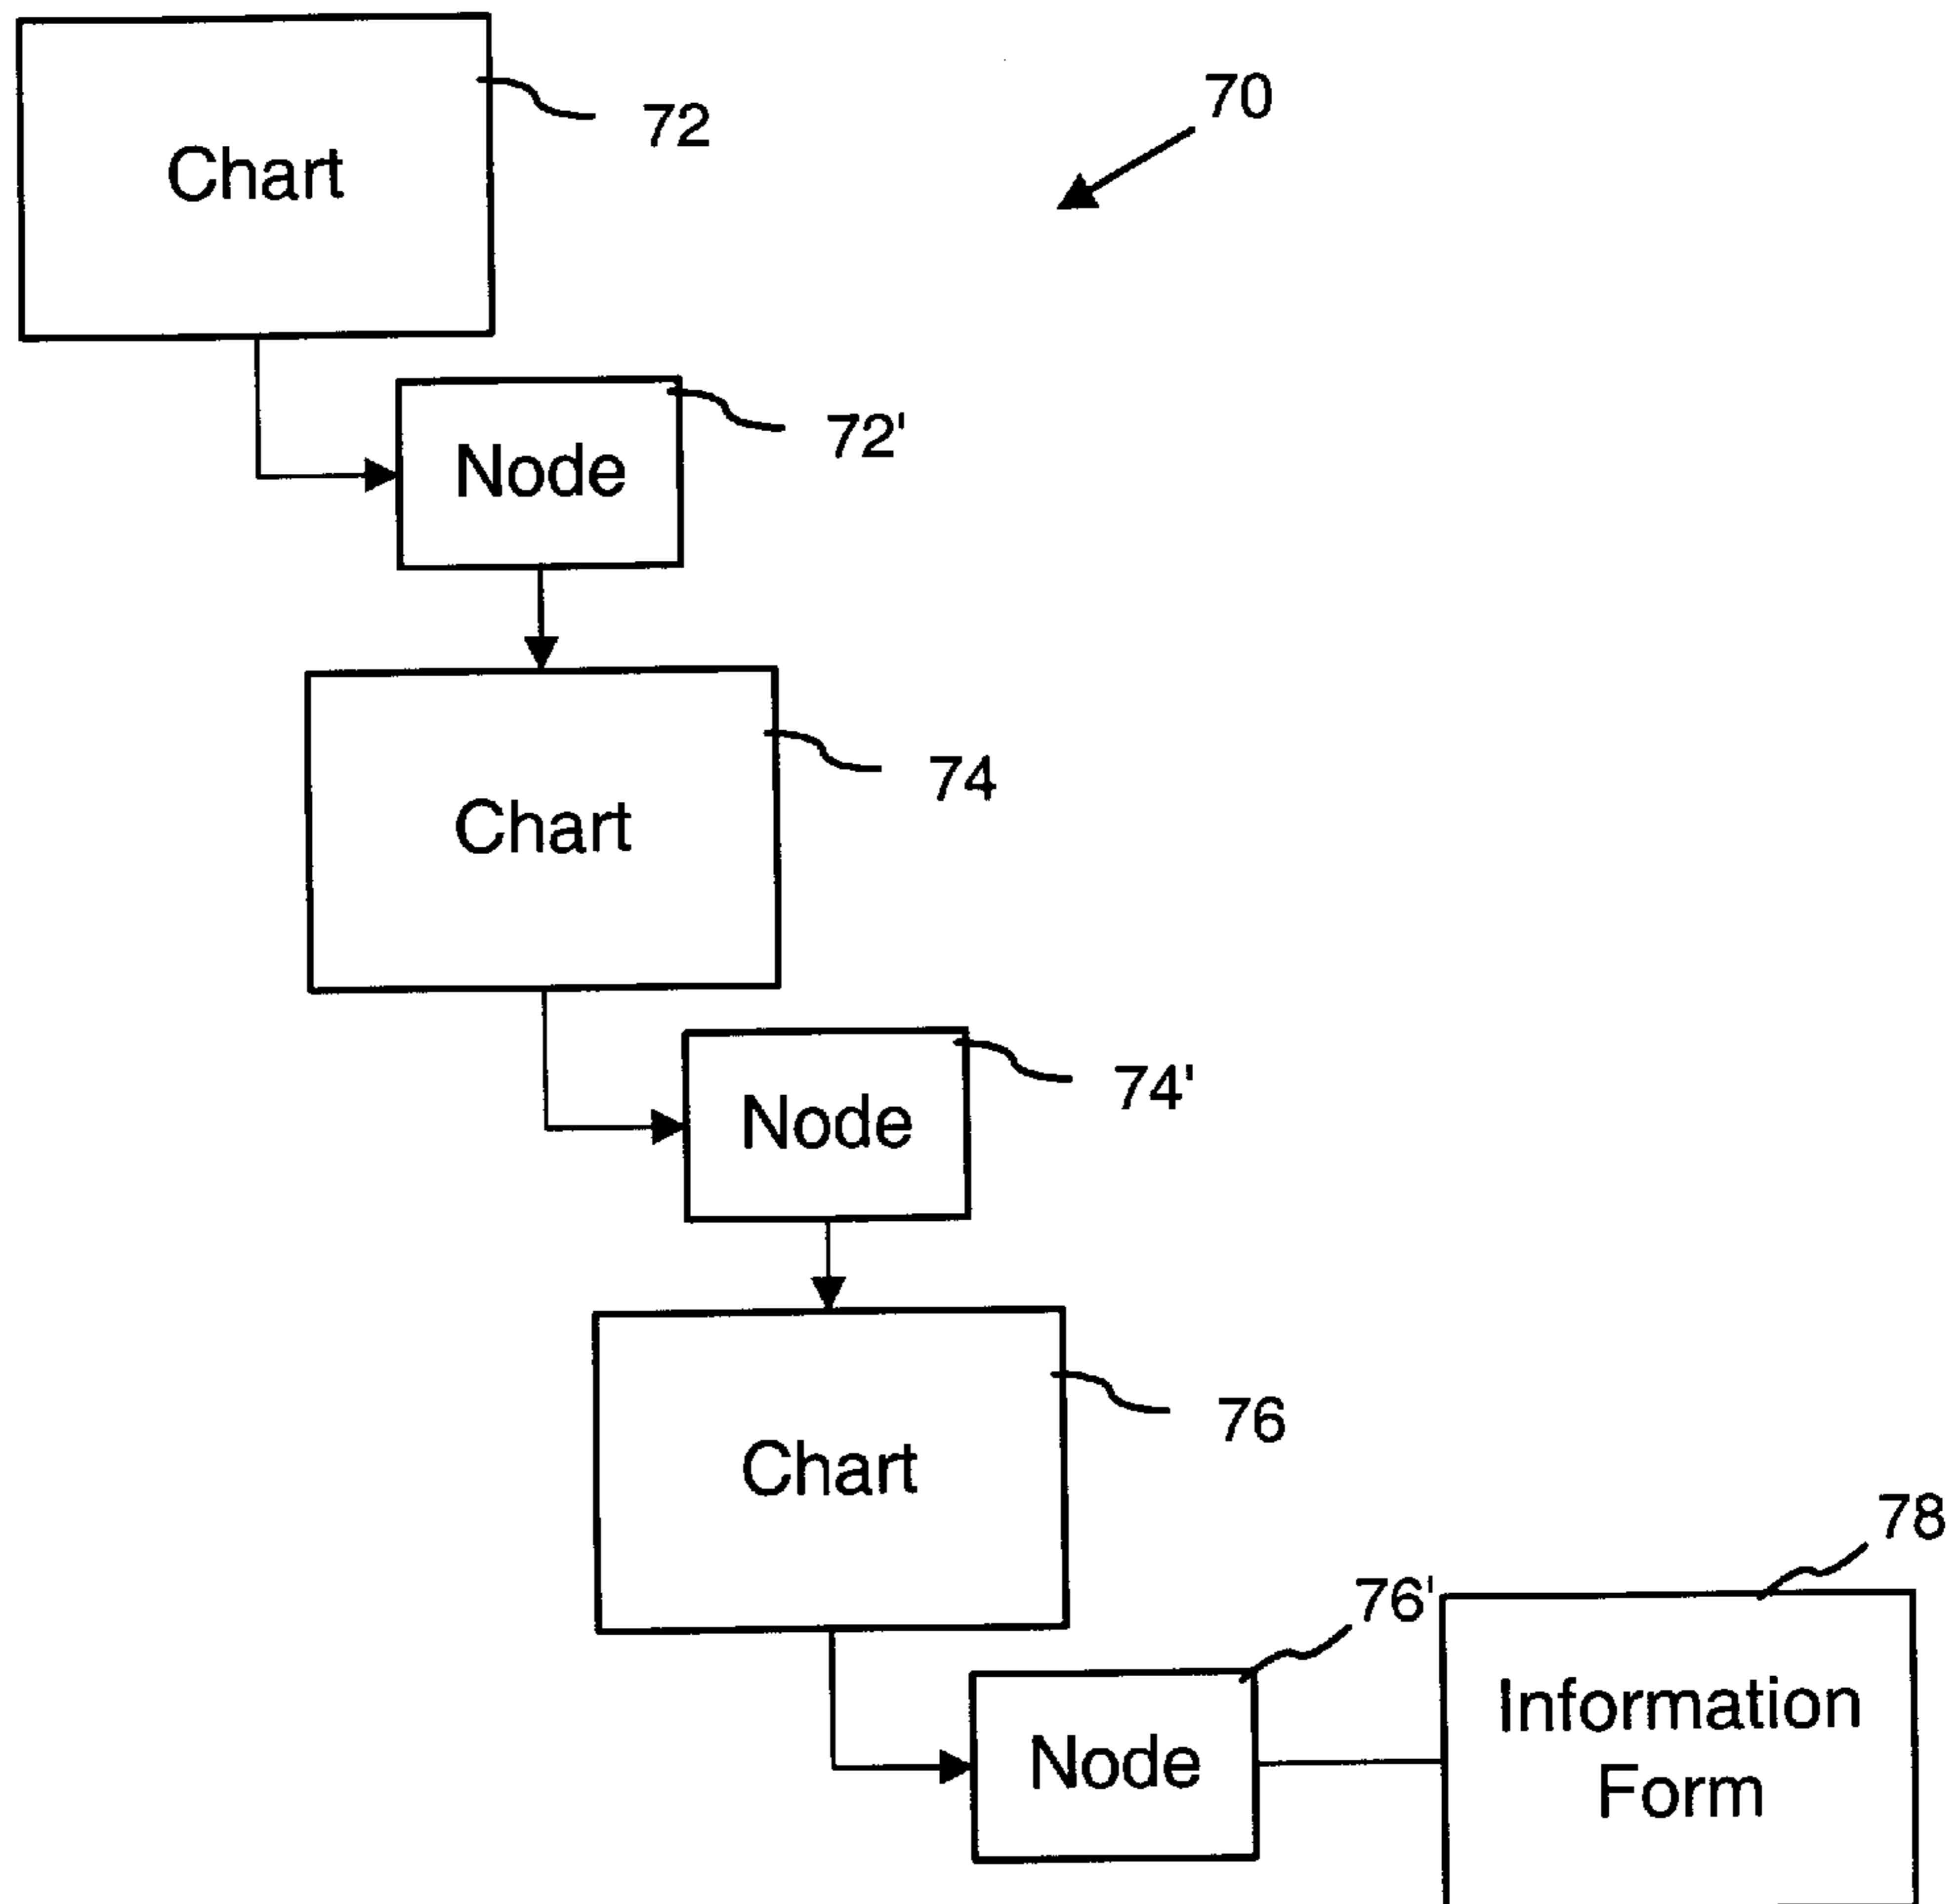 70
72
Chart
72'
Node
74
Chart
74'
Node
76
Chart
78
76'
Information
Form
Node